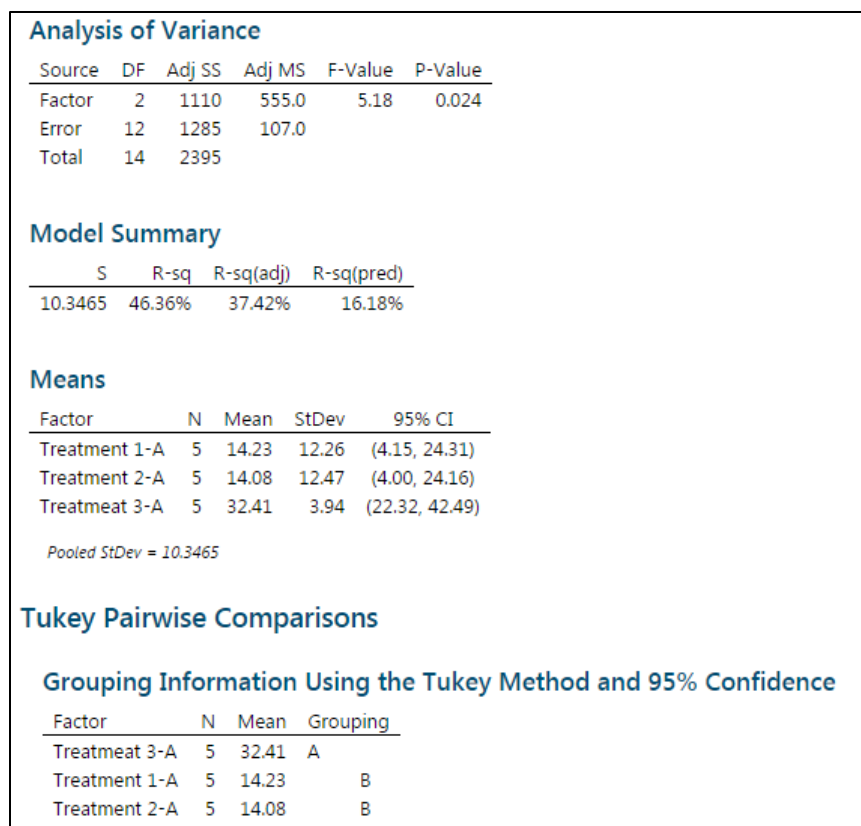 Analysis of Variance
Source DF Adj SS Adj MS F-Value P-Value
Factor 2 1110 555.0 5.18 0.024
Error 12 1285 107.0
Total 14 2395
Model Summary
S R-sq R-sq(adj) R-sq(pred)
10.3465 46.36% 37.42% 16.18%
Means
Factor N Mean StDev 95% CI
Treatment 1-A 5 14.23 12.26 (4.15, 24.31)
Treatment 2-A 5 14.08 12.47 (4.00, 24.16)
Treatmeat 3-A 5 32.41 3.94 (22.32, 42.49)
Pooled StDev = 10.3465
Tukey Pairwise Comparisons
Grouping Information Using the Tukey Method and 95% Confidence
Factor N Mean Grouping
Treatmeat 3-A 5 32.41 A
Treatment 1-A 5 14.23 B
Treatment 2-A 5 14.08 B